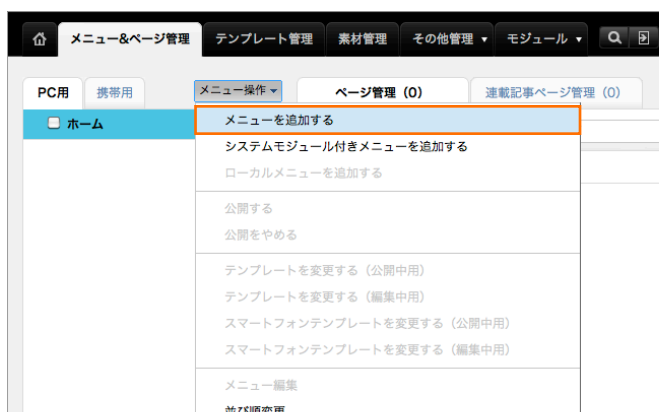 メニュー&ページ管理 テンプレート管理 素材管理 その他管理 ▼ モジュール ▼
PC用 携帯用 メニュー操作 ▼ ページ管理（0） 連載記事ページ管理（0）
ホーム
メニューを追加する
システムモジュール付きメニューを追加する
ローカルメニューを追加する
公開する
公開をやめる
テンプレートを変更する（公開中用）
テンプレートを変更する（編集中用）
スマートフォンテンプレートを変更する（公開中用）
スマートフォンテンプレートを変更する（編集中用）
メニュー編集
並び順変更